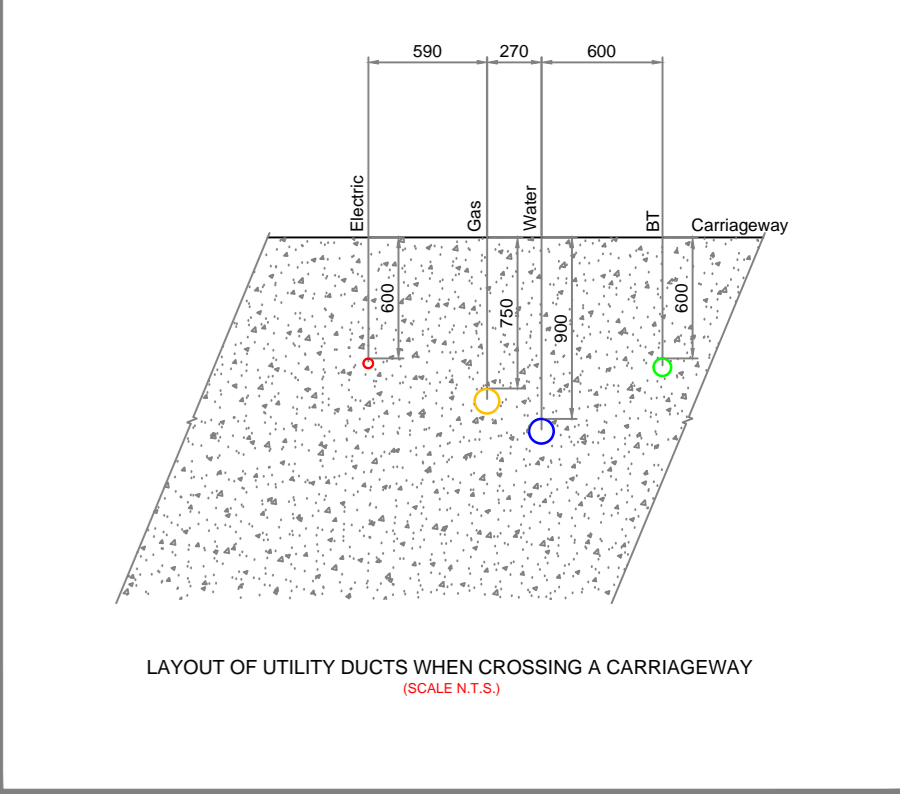 590
270
600
Electric
Gas
Water
BT
Carriageway
600
750
900
600
LAYOUT OF UTILITY DUCTS WHEN CROSSING A CARRIAGEWAY
(SCALE N.T.S.)